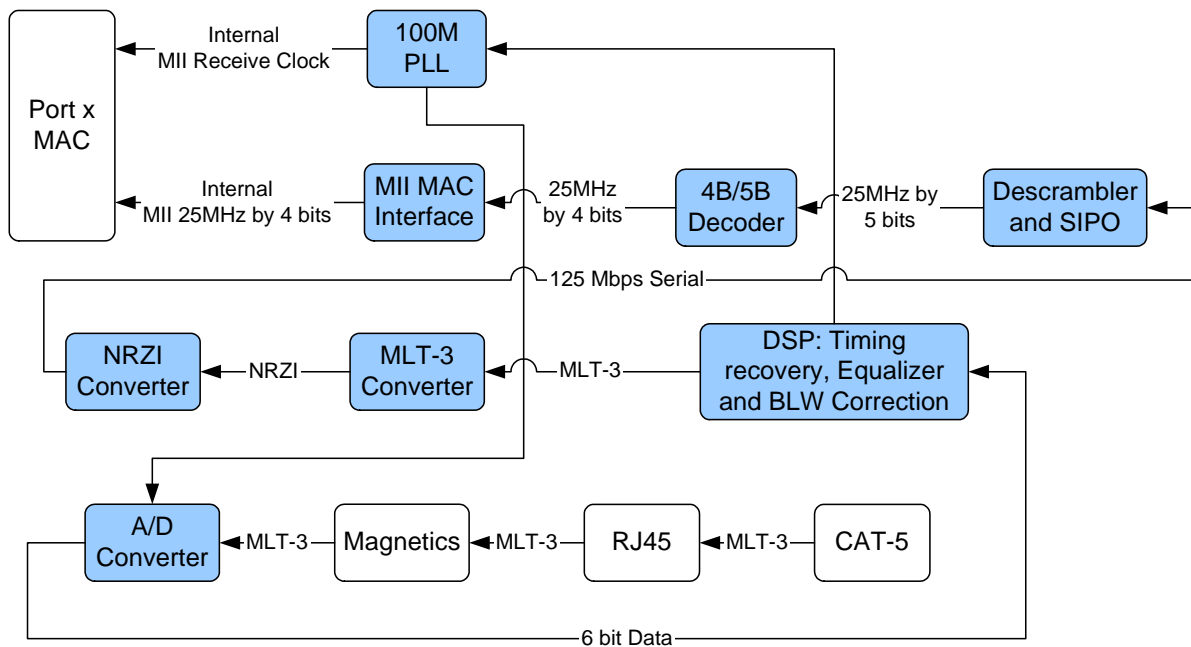 Internal
MII Receive Clock
100M
PLL
Port x
MAC
Internal
MII 25MHz by 4 bits
MII MAC
Interface
25MHz
by 4 bits
4B/5B
Decoder
25MHz by
5 bits
Descrambler
and SIPO
125 Mbps Serial
NRZI
Converter
NRZI
MLT-3
Converter
MLT-3
DSP: Timing
recovery, Equalizer
and BLW Correction
A/D
Converter
MLT-3
Magnetics
MLT-3
RJ45
MLT-3
CAT-5
6 bit Data